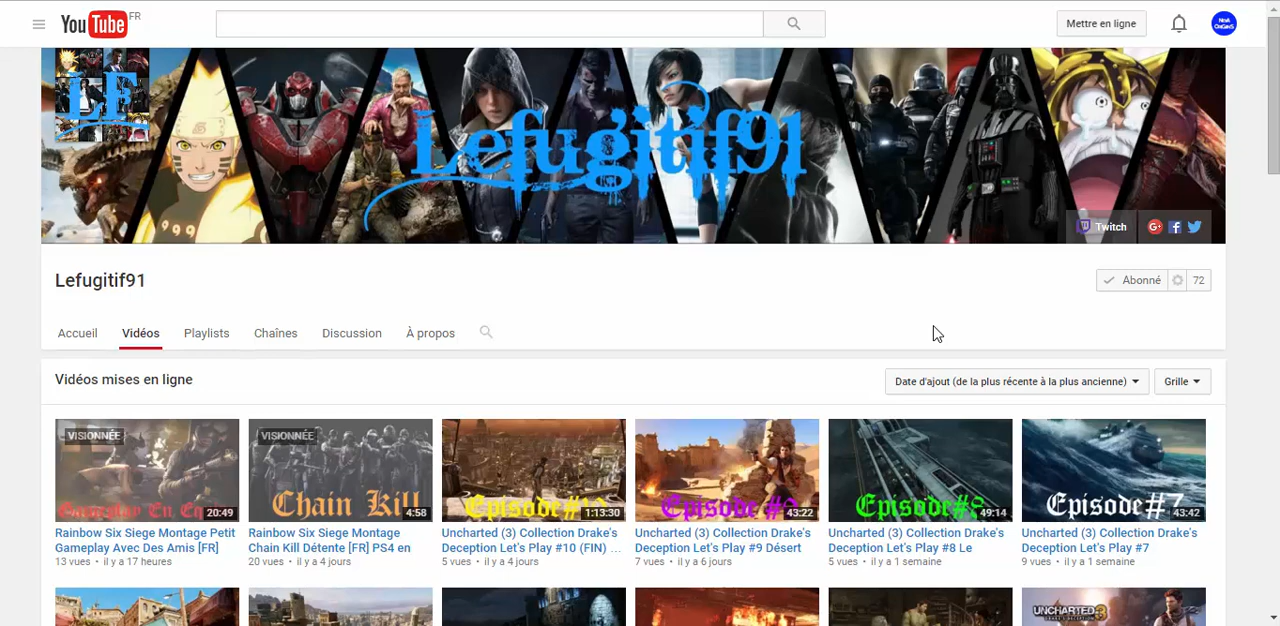 YouTube FR
Mettre en ligne
LF
Lefugitif91
Twitch
Lefugitif91
Abonné 72
Accueil Vidéos Playlists Chaînes Discussion À propos
Vidéos mises en ligne
Date d'ajout (de la plus récente à la plus ancienne) Grille
VISIONNÉE
20:49
Rainbow Six Siege Montage Petit
Gameplay Avec Des Amis [FR]
13 vues • il y a 17 heures
VISIONNÉE
Chain Kill
4:58
Rainbow Six Siege Montage
Chain Kill Détente [FR] PS4 en
20 vues • il y a 4 jours
Episode #10
1:13:30
Uncharted (3) Collection Drake's
Deception Let's Play #10 (FIN) ...
5 vues • il y a 4 jours
Episode #9
43:22
Uncharted (3) Collection Drake's
Deception Let's Play #9 Désert
7 vues • il y a 6 jours
Episode #8
49:14
Uncharted (3) Collection Drake's
Deception Let's Play #8 Le
5 vues • il y a 1 semaine
Episode #7
43:42
Uncharted (3) Collection Drake's
Deception Let's Play #7
9 vues • il y a 1 semaine
UNCHARTED 3